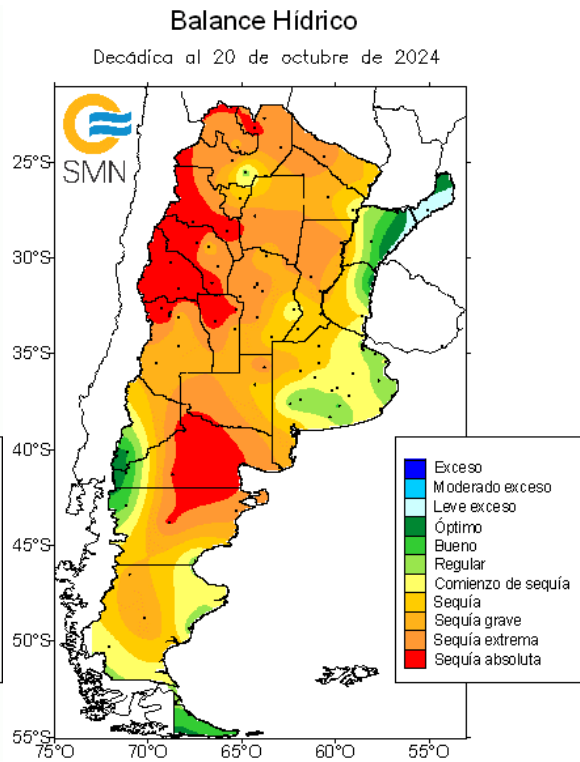 Balance Hídrico
Decádica al 20 de octubre de 2024
SMN
25°S
30°S
35°S
40°S
45°S
50°S
55°S
75°O
70°O
65°O
60°O
55°O
Exceso
Moderado exceso
Leve exceso
Óptimo
Bueno
Regular
Comienzo de sequía
Sequía
Sequía grave
Sequía extrema
Sequía absoluta